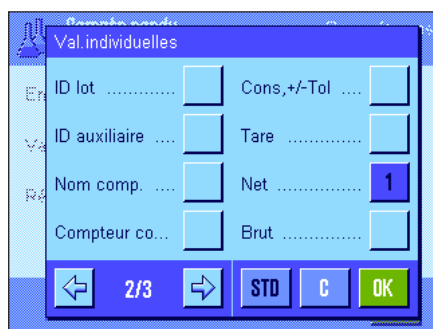 Val.individuelles
ID lot ............ Cons,+/-Tol ....
ID auxiliaire .... Tare ..............
Nom comp. .... Net ............... 1
Compteur co... Brut ..............
2/3 STD C OK